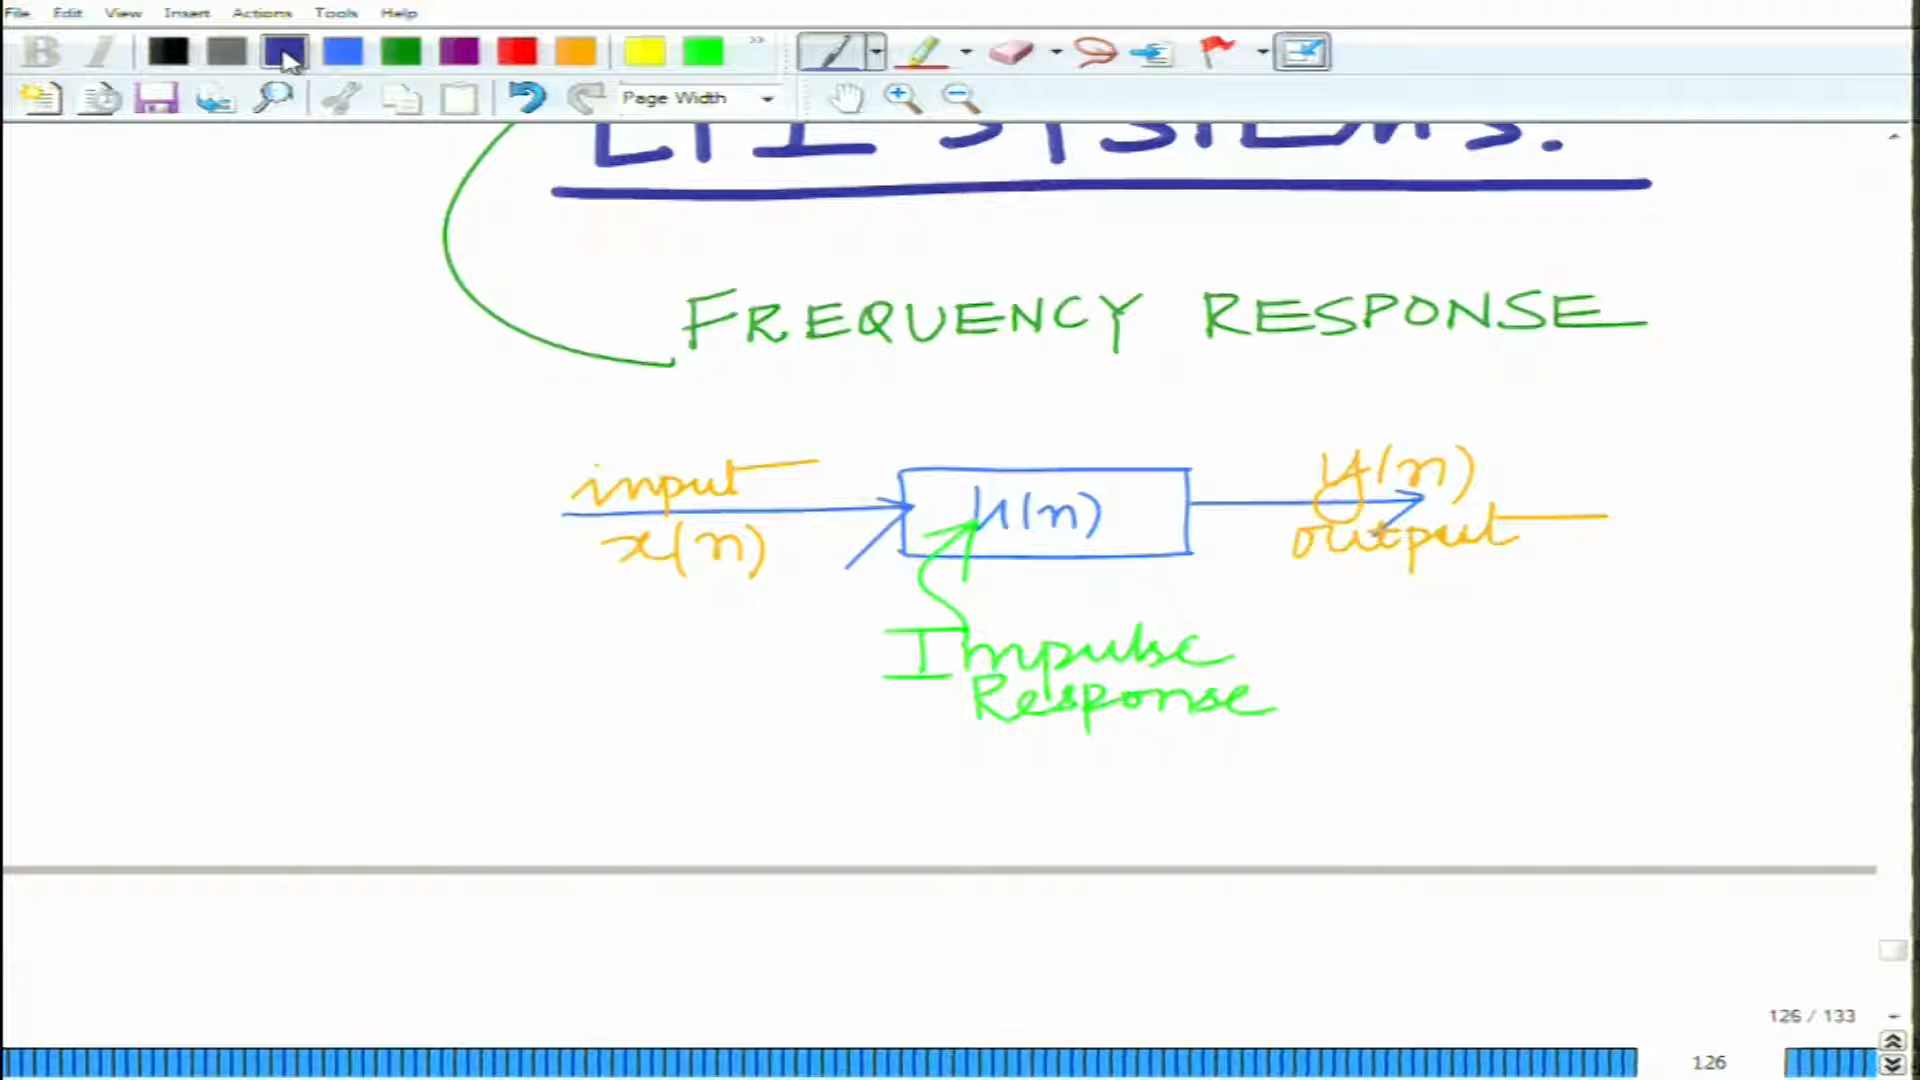 File Edit View Insert Actions Tools Help
B I
Page Width
LTI Systems.
FREQUENCY RESPONSE
input
x(n)
h(n)
y(n)
output
Impulse
Response
126 / 133
126